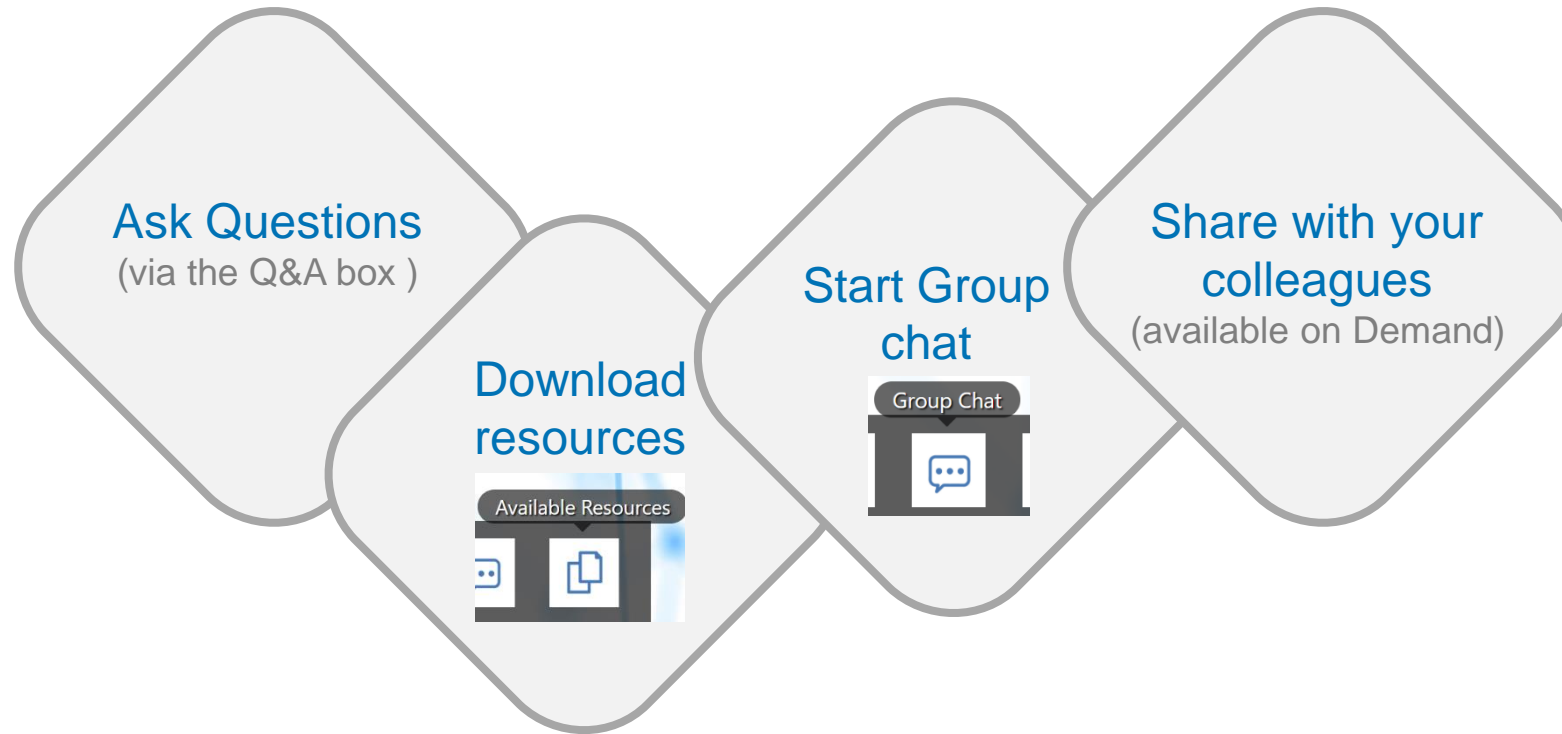 Ask Questions
(via the Q&A box )
Download
resources
Available Resources
Start Group
chat
Group Chat
Share with your
colleagues
(available on Demand)